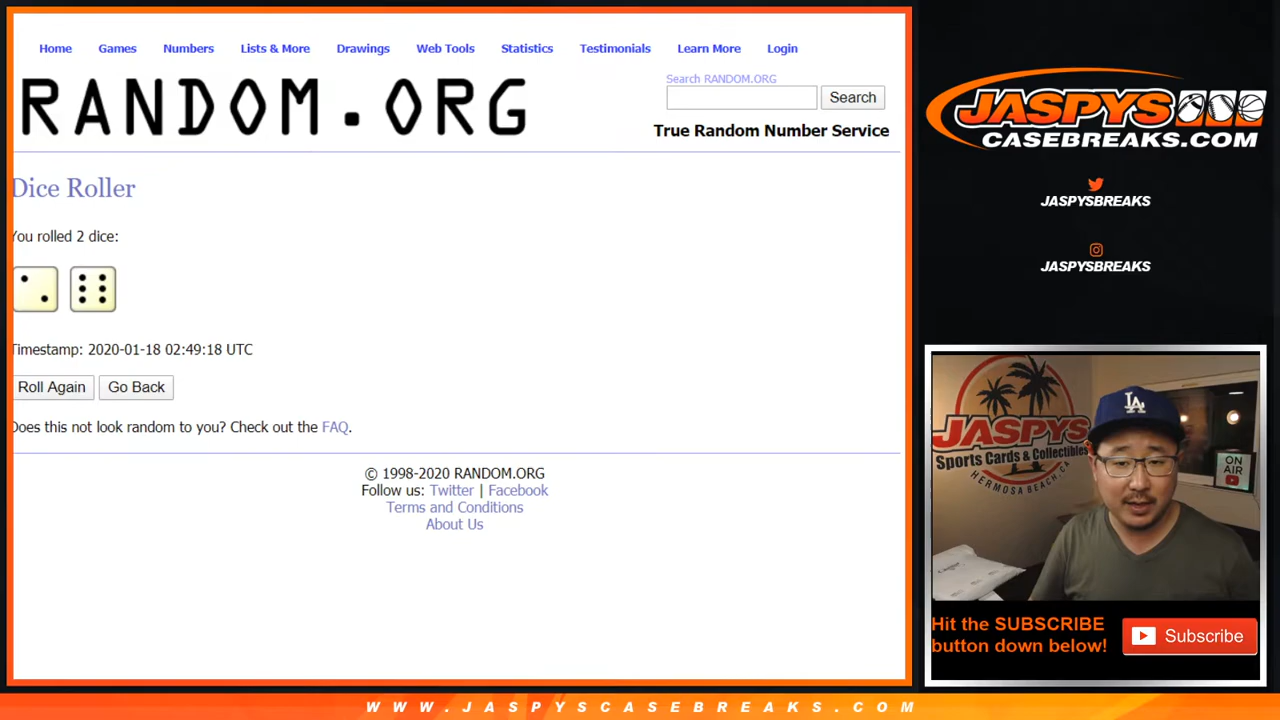 Home Games Numbers Lists & More Drawings Web Tools Statistics Testimonials Learn More Login
Search RANDOM.ORG
RANDOM.ORG
Search
True Random Number Service
Dice Roller
You rolled 2 dice:
Timestamp: 2020-01-18 02:49:18 UTC
Roll Again Go Back
Does this not look random to you? Check out the FAQ.
© 1998-2020 RANDOM.ORG
Follow us: Twitter | Facebook
Terms and Conditions
About Us
JASPYS
CASEBREAKS.COM
JASPYSBREAKS
JASPYSBREAKS
LA
JASPYS
Sports Cards & Collectibles
HERMOSA BEACH, CA
ON
AIR
Hit the SUBSCRIBE
button down below!
Subscribe
WWW.JASPYSCASEBREAKS.COM